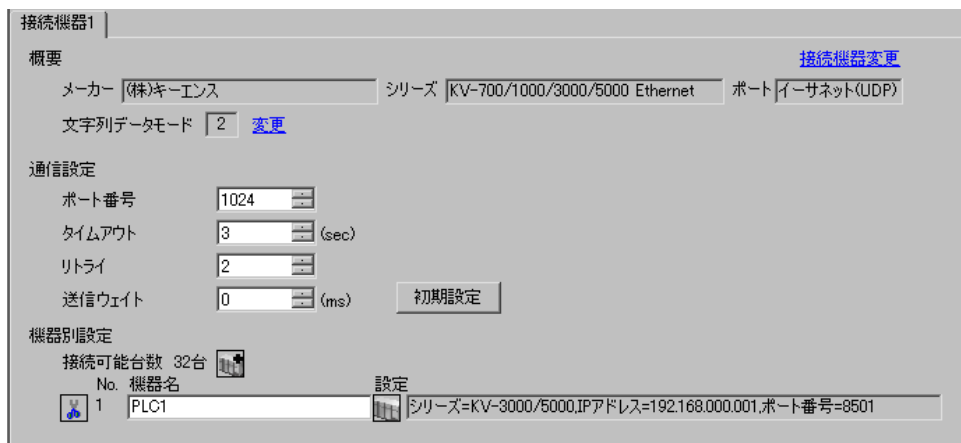 接続機器1
概要 接続機器変更
メーカー (株)キーエンス シリーズ KV-700/1000/3000/5000 Ethernet ポート イーサネット(UDP)
文字列データモード 2 変更
通信設定
ポート番号 1024
タイムアウト 3 (sec)
リトライ 2
送信ウェイト 0 (ms) 初期設定
機器別設定
接続可能台数 32台
No. 機器名 設定
1 PLC1 シリーズ=KV-3000/5000,IPアドレス=192.168.000.001,ポート番号=8501